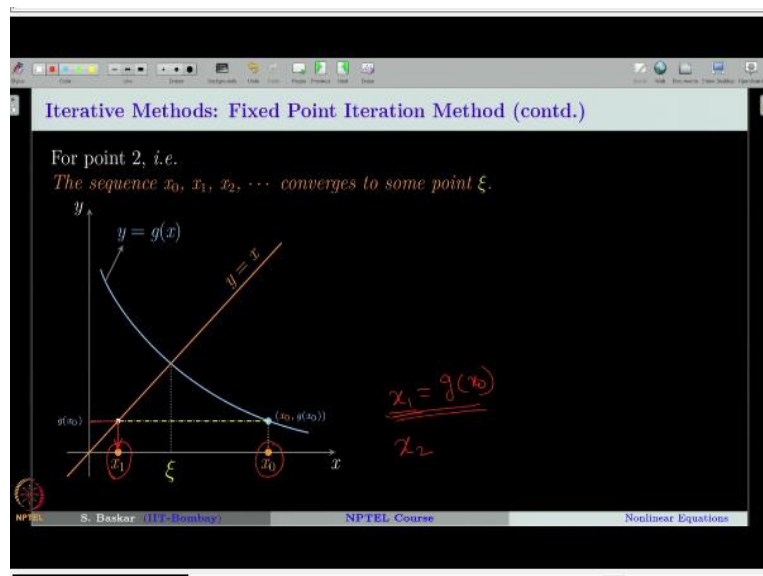 Iterative Methods: Fixed Point Iteration Method (contd.)
For point 2, i.e.
The sequence x₀, x₁, x₂, ⋯ converges to some point ξ.
y
y = g(x)
y = x
x₁ = g(x₀)
g(x₀)
(x₀, g(x₀))
x₂
x₁
ξ
x₀
x
NPTEL
S. Baskar (IIT-Bombay)
NPTEL Course
Nonlinear Equations